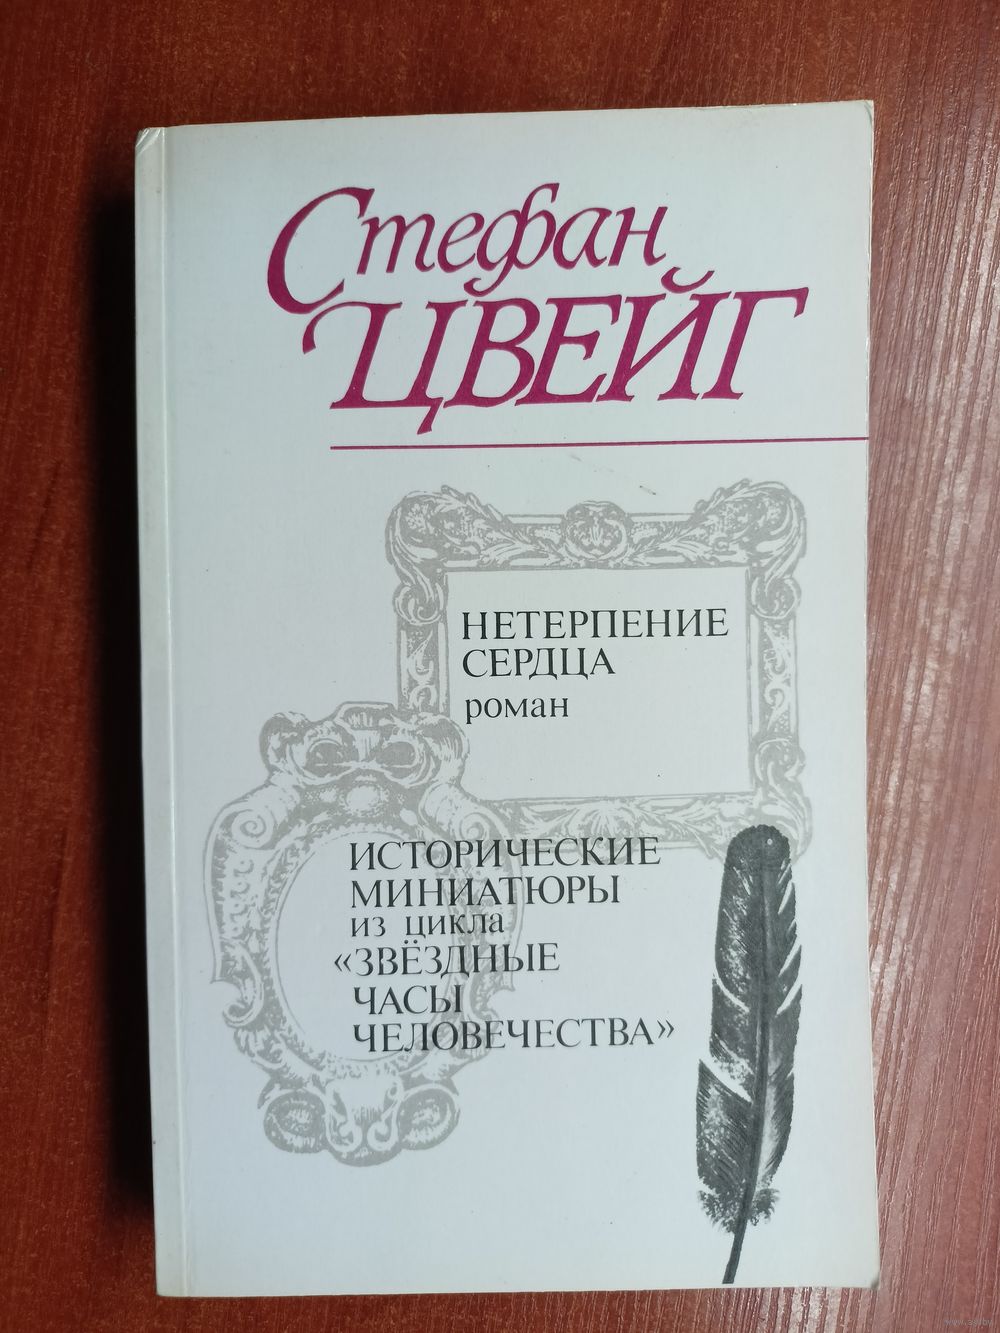 Стефан
ЦВЕЙГ
НЕТЕРПЕНИЕ
СЕРДЦА
роман
ИСТОРИЧЕСКИЕ
МИНИАТЮРЫ
из цикла
«ЗВЁЗДНЫЕ
ЧАСЫ
ЧЕЛОВЕЧЕСТВА»